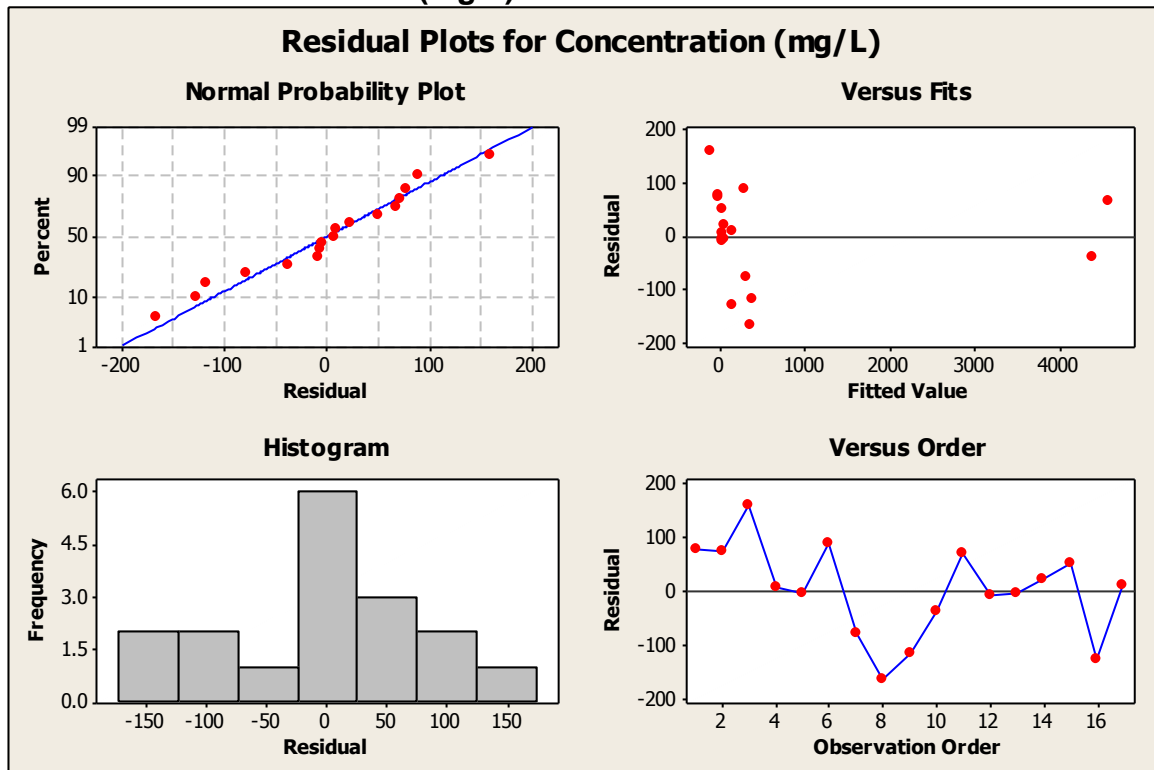 Residual Plots for Concentration (mg/L)
Normal Probability Plot
99
90
50
10
1
Percent
-200 -100 0 100 200
Residual
Versus Fits
200
100
0
-100
-200
Residual
0 1000 2000 3000 4000
Fitted Value
Histogram
6.0
4.5
3.0
1.5
0.0
Frequency
-150 -100 -50 0 50 100 150
Residual
Versus Order
200
100
0
-100
-200
Residual
2 4 6 8 10 12 14 16
Observation Order